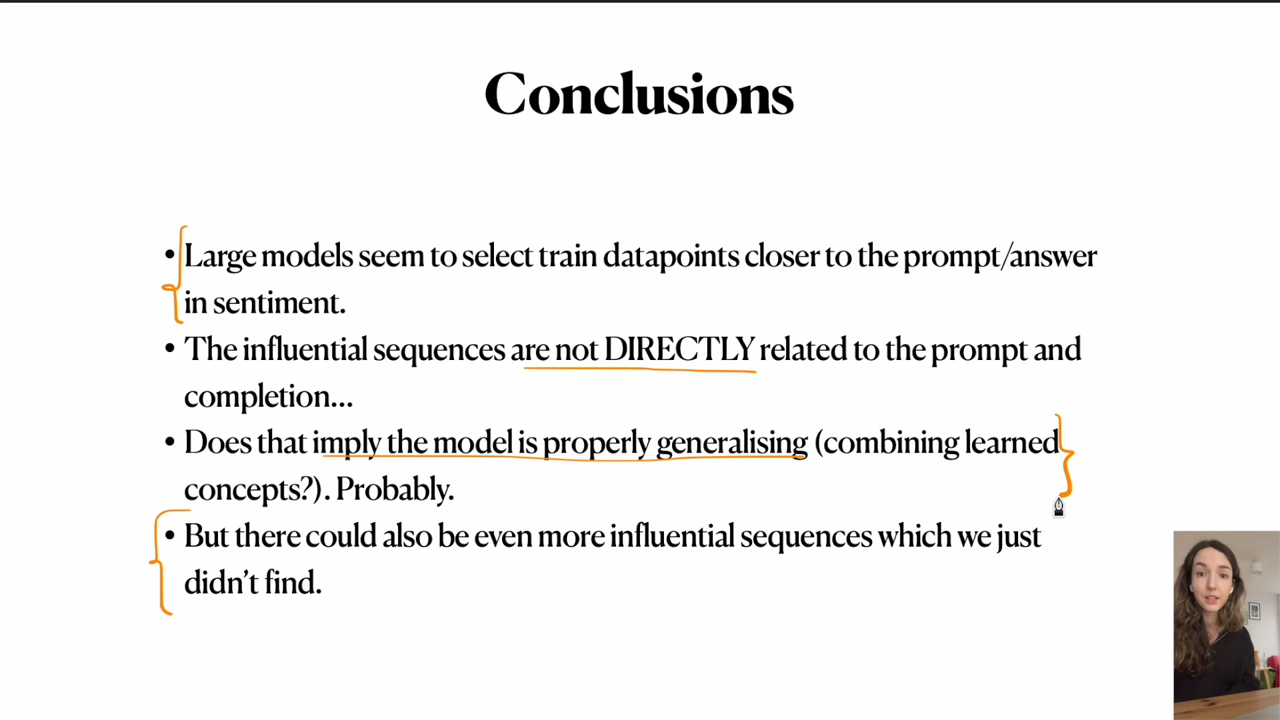 Conclusions
• Large models seem to select train datapoints closer to the prompt/answer
in sentiment.
• The influential sequences are not DIRECTLY related to the prompt and
completion...
• Does that imply the model is properly generalising (combining learned
concepts?). Probably.
• But there could also be even more influential sequences which we just
didn't find.